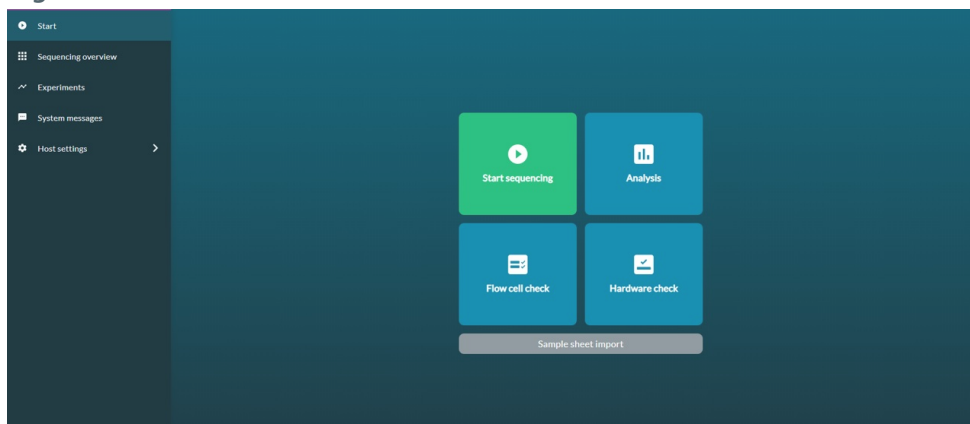 Start
Sequencing overview
Experiments
System messages
Host settings
Start sequencing
Analysis
Flow cell check
Hardware check
Sample sheet import